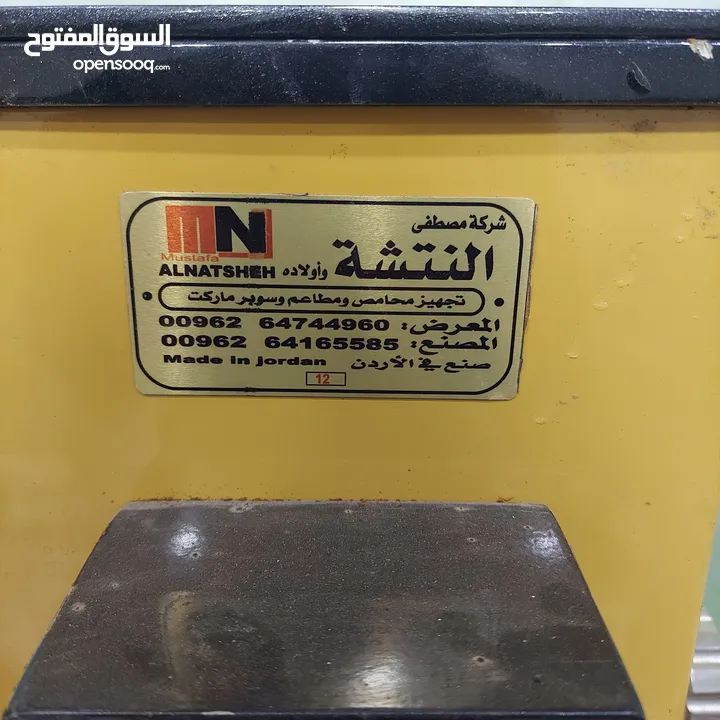 السوق المفتوح
opensooq.com
MN
Mustafa
ALNATSHEH
شركة مصطفى
النتشة وأولاده
تجهيز محامص ومطاعم وسوبر ماركت
المعرض: 64744960 00962
المصنع: 64165585 00962
صنع في الأردن Made in jordan
12